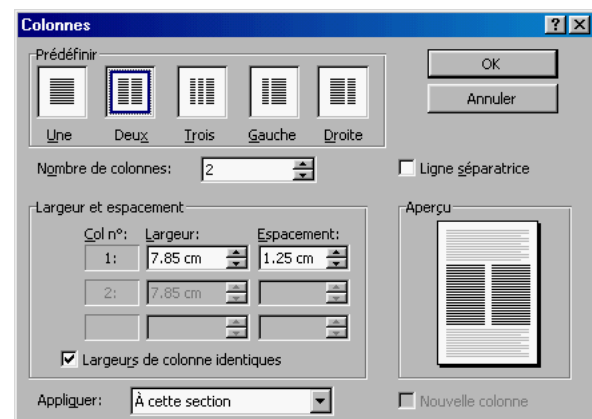 Colonnes
Prédéfinir
Une Deux Trois Gauche Droite
OK
Annuler
Nombre de colonnes: 2
Ligne séparatrice
Largeur et espacement
Col n°: Largeur: Espacement:
1: 7.85 cm 1.25 cm
2: 7.85 cm
Largeurs de colonne identiques
Aperçu
Appliquer: À cette section
Nouvelle colonne